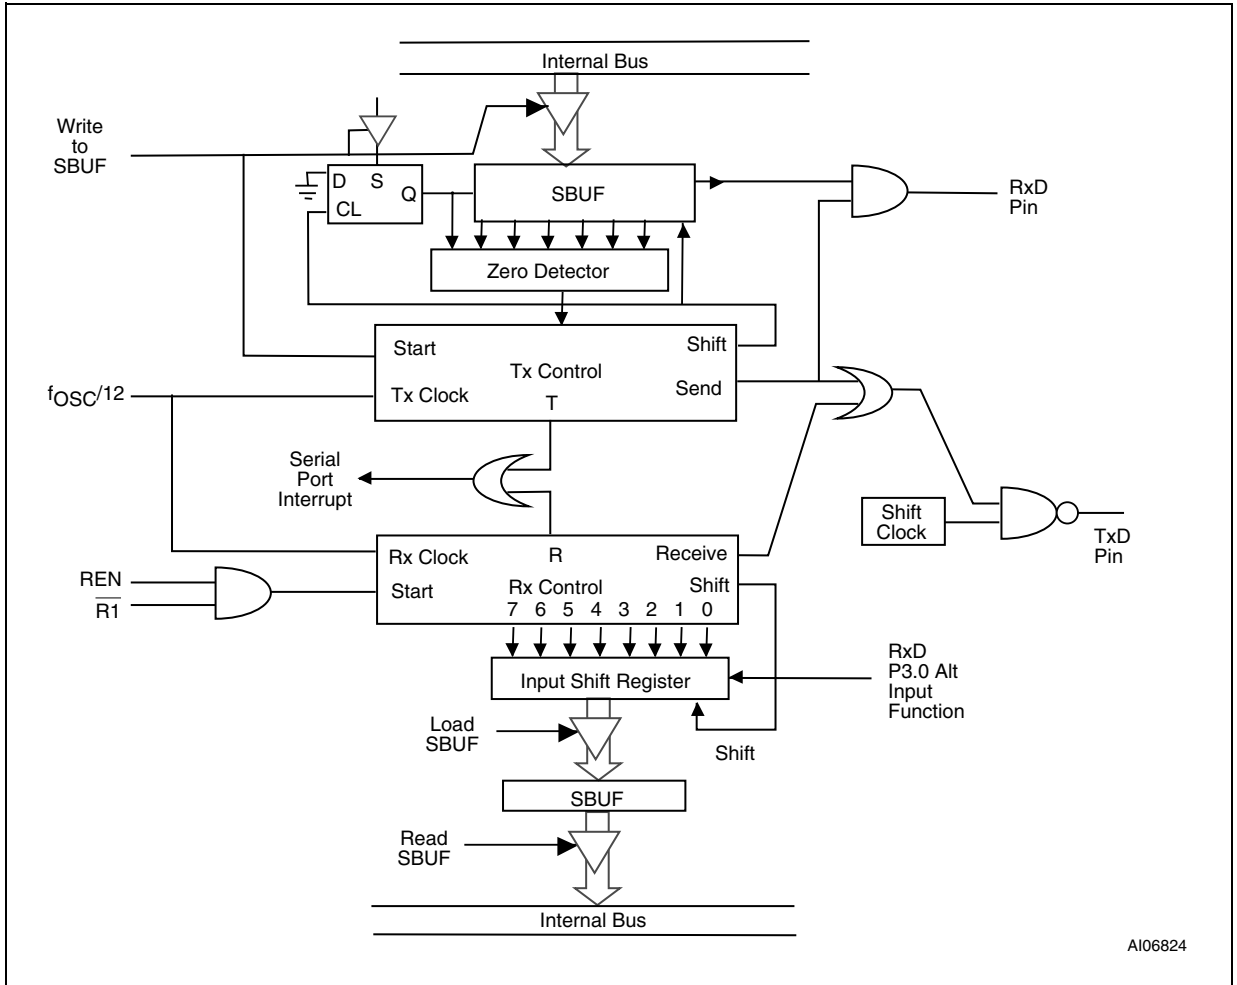 Internal Bus
Write
to
SBUF
D S
Q
CL
SBUF
RxD
Pin
Zero Detector
Start
Shift
Tx Control
Send
fOSC/12
Tx Clock
T
Serial
Port
Interrupt
Shift
Clock
TxD
Pin
Rx Clock
R
Receive
REN
R1
Start
Rx Control
Shift
7 6 5 4 3 2 1 0
Input Shift Register
RxD
P3.0 Alt
Input
Function
Load
SBUF
Shift
SBUF
Read
SBUF
Internal Bus
AI06824